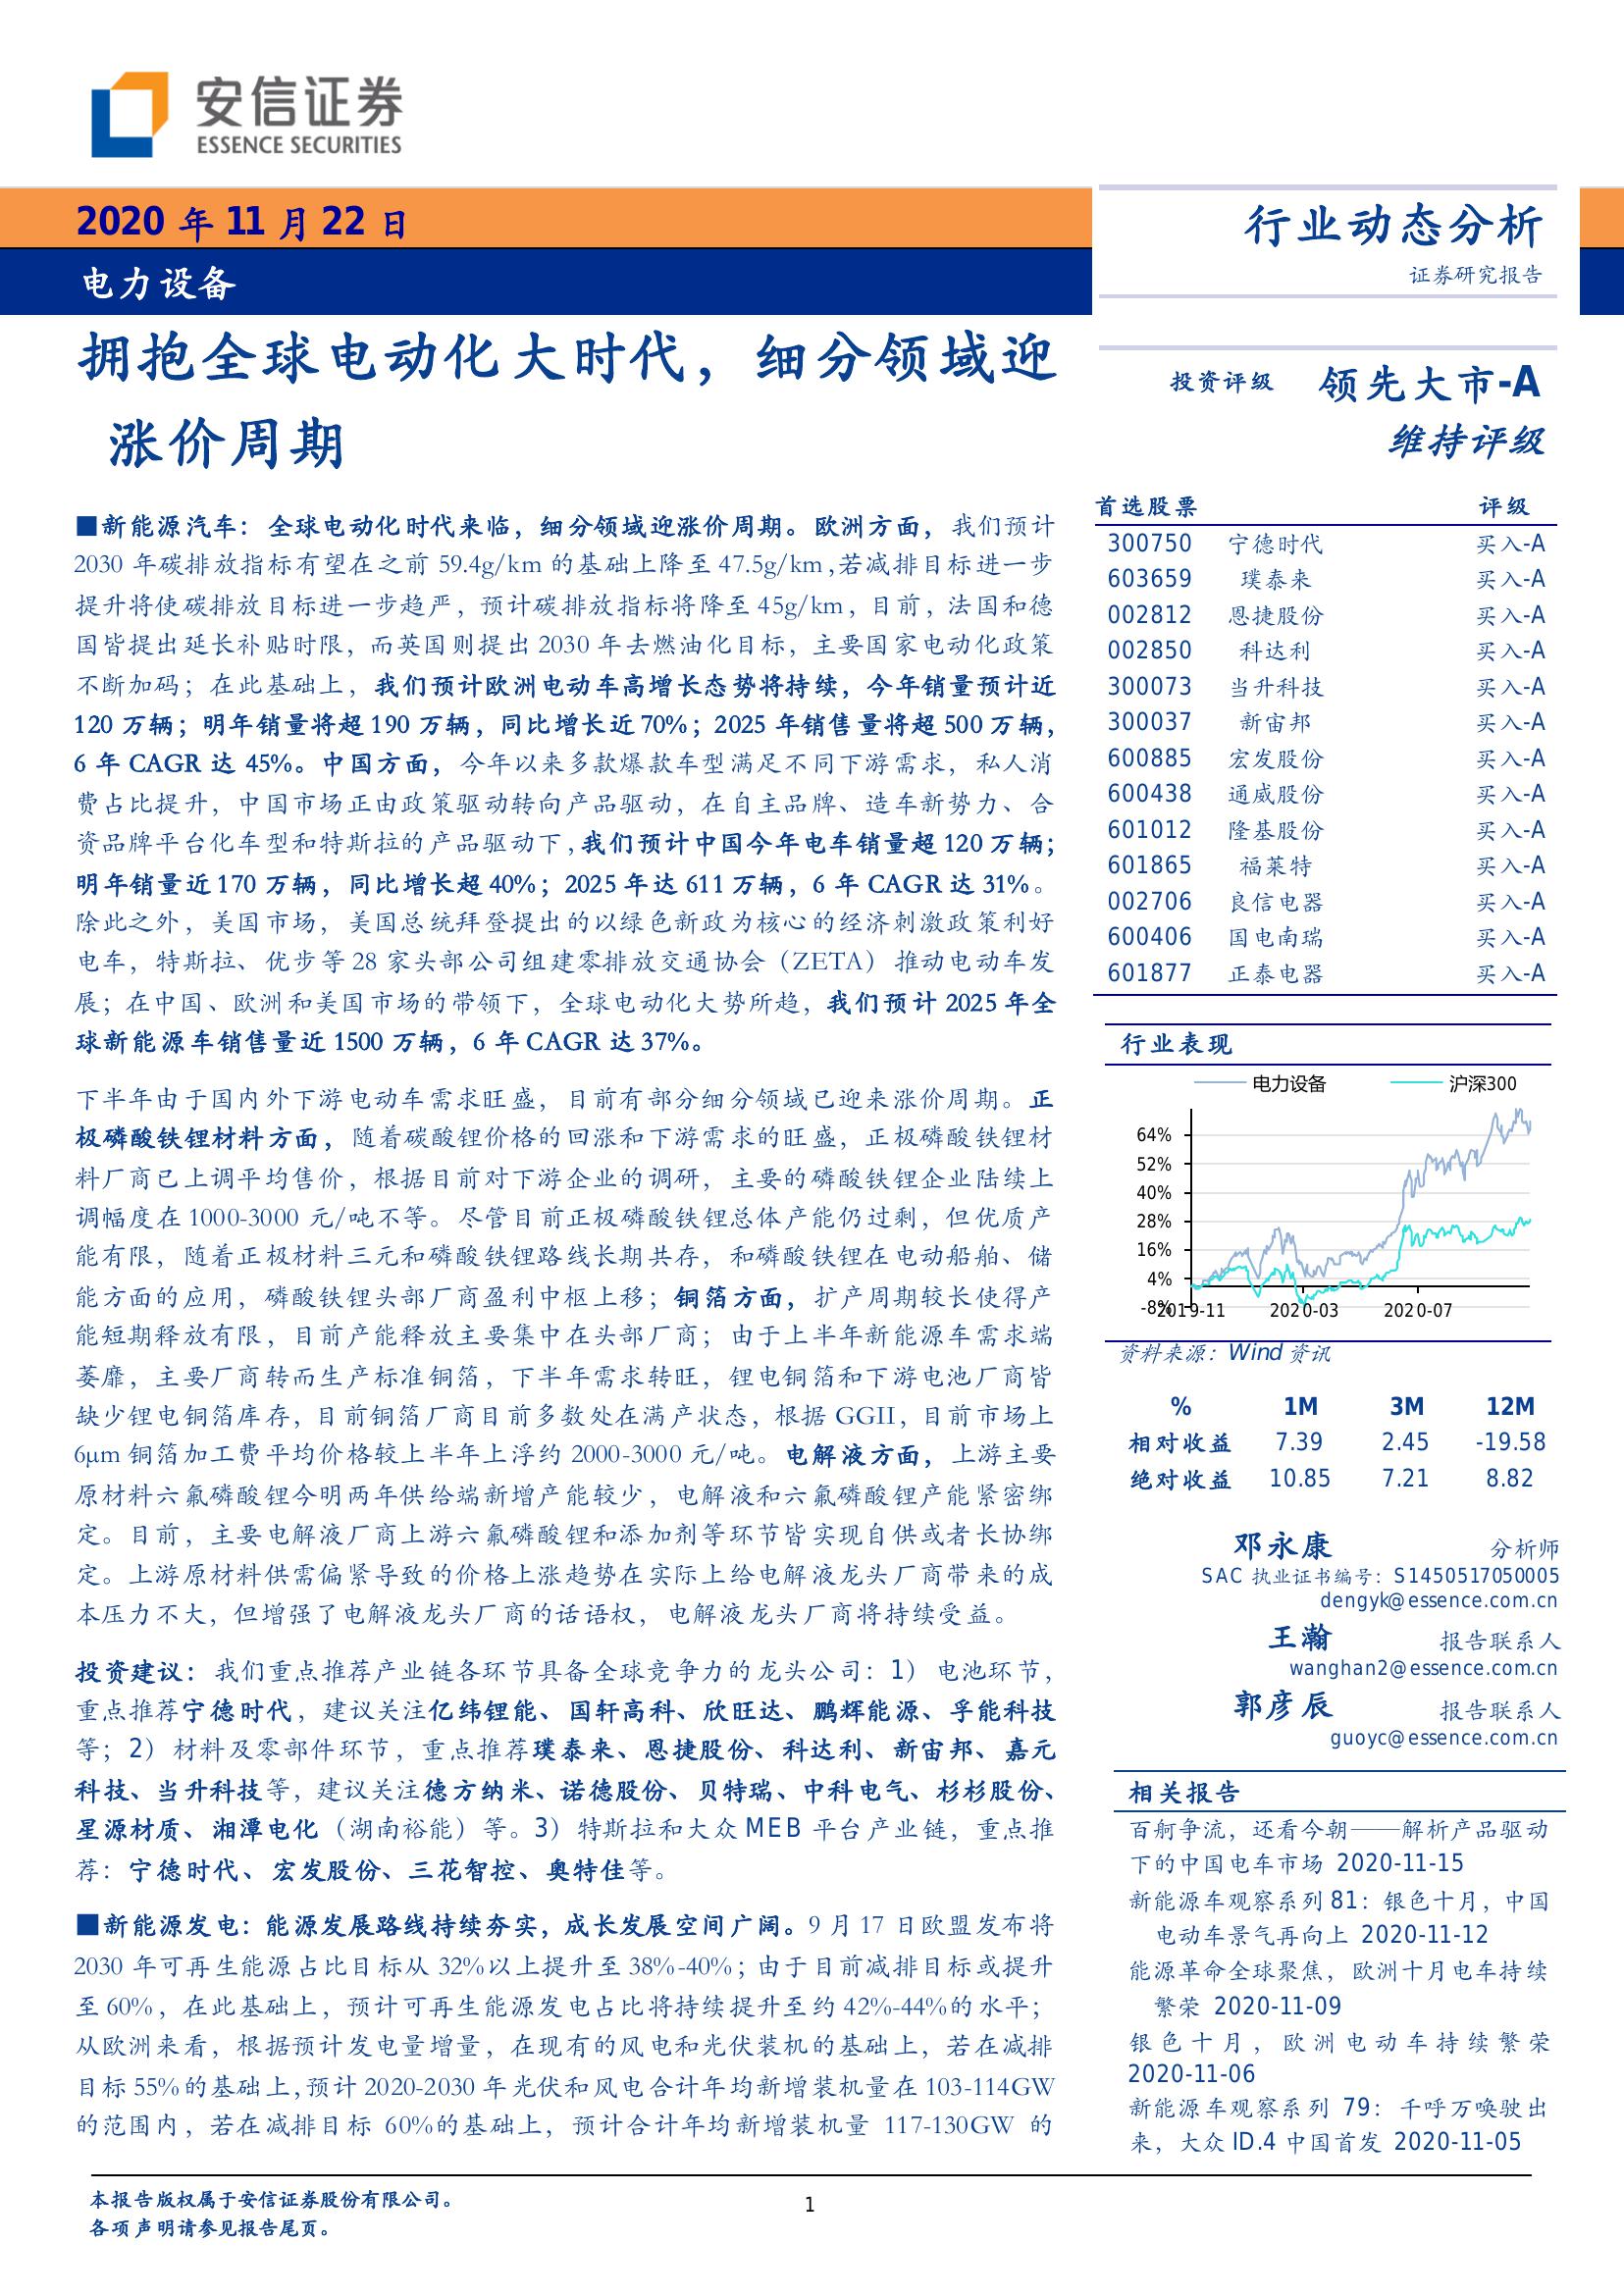 安信证券
ESSENCE SECURITIES
2020 年 11 月 22 日
电力设备
行业动态分析
证券研究报告
拥抱全球电动化大时代，细分领域迎
涨价周期
■新能源汽车：全球电动化时代来临，细分领域迎涨价周期。欧洲方面，我们预计
2030 年碳排放指标有望在之前 59.4g/km 的基础上降至 47.5g/km,若减排目标进一步
提升将使碳排放目标进一步趋严，预计碳排放指标将降至 45g/km，目前，法国和德
国皆提出延长补贴时限，而英国则提出 2030 年去燃油化目标，主要国家电动化政策
不断加码；在此基础上，我们预计欧洲电动车高增长态势将持续，今年销量预计近
120 万辆；明年销量将超 190 万辆，同比增长近 70%；2025 年销售量将超 500 万辆，
6 年 CAGR 达 45%。中国方面，今年以来多款爆款车型满足不同下游需求，私人消
费占比提升，中国市场正由政策驱动转向产品驱动，在自主品牌、造车新势力、合
资品牌平台化车型和特斯拉的产品驱动下,我们预计中国今年电车销量超 120 万辆；
明年销量近 170 万辆，同比增长超 40%；2025 年达 611 万辆，6 年 CAGR 达 31%。
除此之外，美国市场，美国总统拜登提出的以绿色新政为核心的经济刺激政策利好
电车，特斯拉、优步等 28 家头部公司组建零排放交通协会（ZETA）推动电动车发
展；在中国、欧洲和美国市场的带领下，全球电动化大势所趋，我们预计 2025 年全
球新能源车销售量近 1500 万辆，6 年 CAGR 达 37%。
下半年由于国内外下游电动车需求旺盛，目前有部分细分领域已迎来涨价周期。正
极磷酸铁锂材料方面，随着碳酸锂价格的回涨和下游需求的旺盛，正极磷酸铁锂材
料厂商已上调平均售价，根据目前对下游企业的调研，主要的磷酸铁锂企业陆续上
调幅度在 1000-3000 元/吨不等。尽管目前正极磷酸铁锂总体产能仍过剩，但优质产
能有限，随着正极材料三元和磷酸铁锂路线长期共存，和磷酸铁锂在电动船舶、储
能方面的应用，磷酸铁锂头部厂商盈利中枢上移；铜箔方面，扩产周期较长使得产
能短期释放有限，目前产能释放主要集中在头部厂商；由于上半年新能源车需求端
萎靡，主要厂商转而生产标准铜箔，下半年需求转旺，锂电铜箔和下游电池厂商皆
缺少锂电铜箔库存，目前铜箔厂商目前多数处在满产状态，根据 GGII，目前市场上
6μm 铜箔加工费平均价格较上半年上浮约 2000-3000 元/吨。电解液方面，上游主要
原材料六氟磷酸锂今明两年供给端新增产能较少，电解液和六氟磷酸锂产能紧密绑
定。目前，主要电解液厂商上游六氟磷酸锂和添加剂等环节皆实现自供或者长协绑
定。上游原材料供需偏紧导致的价格上涨趋势在实际上给电解液龙头厂商带来的成
本压力不大，但增强了电解液龙头厂商的话语权，电解液龙头厂商将持续受益。
投资建议：我们重点推荐产业链各环节具备全球竞争力的龙头公司：1）电池环节，
重点推荐宁德时代，建议关注亿纬锂能、国轩高科、欣旺达、鹏辉能源、孚能科技
等；2）材料及零部件环节，重点推荐璞泰来、恩捷股份、科达利、新宙邦、嘉元
科技、当升科技等，建议关注德方纳米、诺德股份、贝特瑞、中科电气、杉杉股份、
星源材质、湘潭电化（湖南裕能）等。3）特斯拉和大众 MEB 平台产业链，重点推
荐：宁德时代、宏发股份、三花智控、奥特佳等。
■新能源发电：能源发展路线持续夯实，成长发展空间广阔。9 月 17 日欧盟发布将
2030 年可再生能源占比目标从 32%以上提升至 38%-40%；由于目前减排目标或提升
至 60%，在此基础上，预计可再生能源发电占比将持续提升至约 42%-44%的水平；
从欧洲来看，根据预计发电量增量，在现有的风电和光伏装机的基础上，若在减排
目标 55%的基础上,预计 2020-2030 年光伏和风电合计年均新增装机量在 103-114GW
的范围内，若在减排目标 60%的基础上，预计合计年均新增装机量 117-130GW 的
投资评级 领先大市-A
维持评级
首选股票 评级
300750 宁德时代 买入-A
603659 璞泰来 买入-A
002812 恩捷股份 买入-A
002850 科达利 买入-A
300073 当升科技 买入-A
300037 新宙邦 买入-A
600885 宏发股份 买入-A
600438 通威股份 买入-A
601012 隆基股份 买入-A
601865 福莱特 买入-A
002706 良信电器 买入-A
600406 国电南瑞 买入-A
601877 正泰电器 买入-A
行业表现
电力设备 沪深300
64%
52%
40%
28%
16%
4%
-8%
2019-11 2020-03 2020-07
资料来源：Wind 资讯
% 1M 3M 12M
相对收益 7.39 2.45 -19.58
绝对收益 10.85 7.21 8.82
邓永康 分析师
SAC 执业证书编号：S1450517050005
dengyk@essence.com.cn
王瀚 报告联系人
wanghan2@essence.com.cn
郭彦辰 报告联系人
guoyc@essence.com.cn
相关报告
百舸争流，还看今朝——解析产品驱动
下的中国电车市场 2020-11-15
新能源车观察系列 81：银色十月，中国
电动车景气再向上 2020-11-12
能源革命全球聚焦，欧洲十月电车持续
繁荣 2020-11-09
银色十月，欧洲电动车持续繁荣
2020-11-06
新能源车观察系列 79：千呼万唤驶出
来，大众 ID.4 中国首发 2020-11-05
本报告版权属于安信证券股份有限公司。
各项声明请参见报告尾页。
1